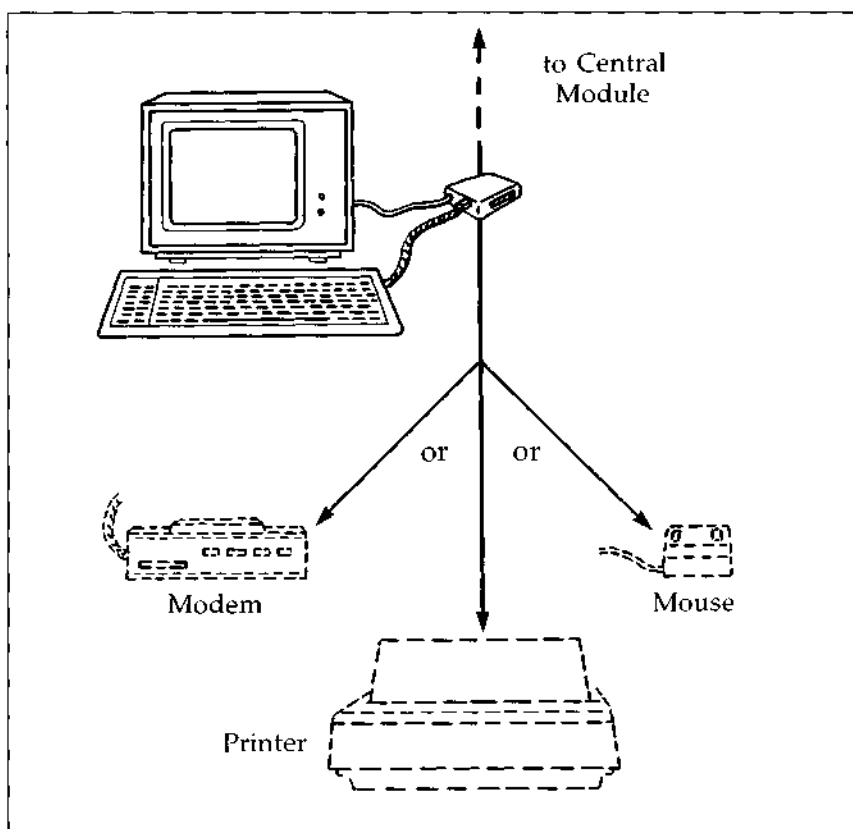 to Central
Module
or
or
Modem
Mouse
Printer